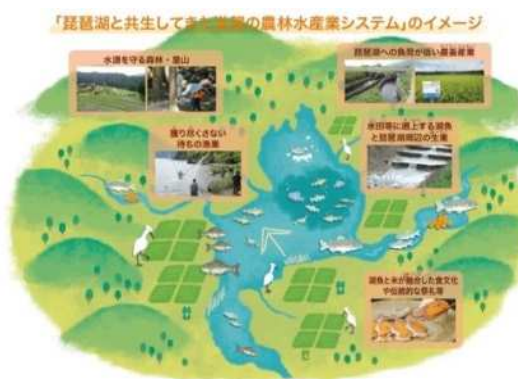 「琵琶湖と共生してきた滋賀の農林水産業システム」のイメージ
水源を守る森林・里山
琵琶湖への負荷が低い農畜産業
獲り尽くさない
待ちの漁業
水田等に遡上する湖魚
と琵琶湖周辺の生業
湖魚と米が融合した食文化
や伝統的な祭礼等